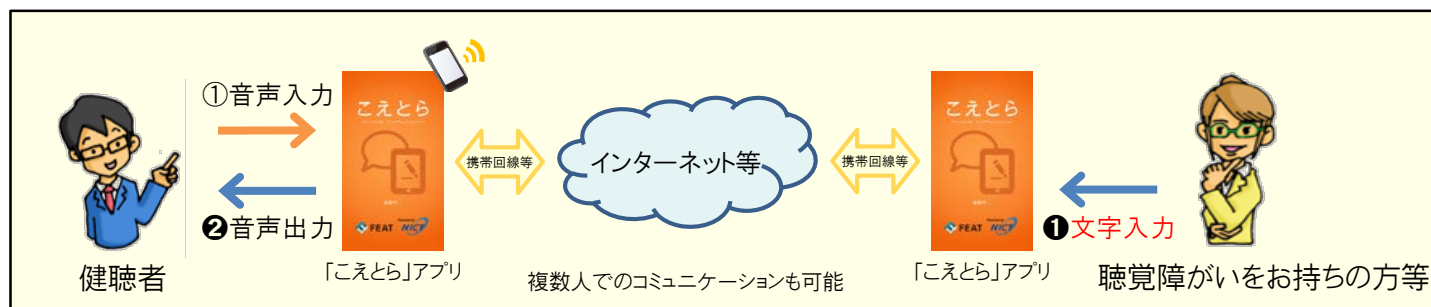 ①音声入力
こえとら
携帯回線等
インターネット等
携帯回線等
こえとら
❷音声出力
FEAT NICT
FEAT NICT
❶文字入力
健聴者
「こえとら」アプリ
複数人でのコミュニケーションも可能
「こえとら」アプリ
聴覚障がいをお持ちの方等